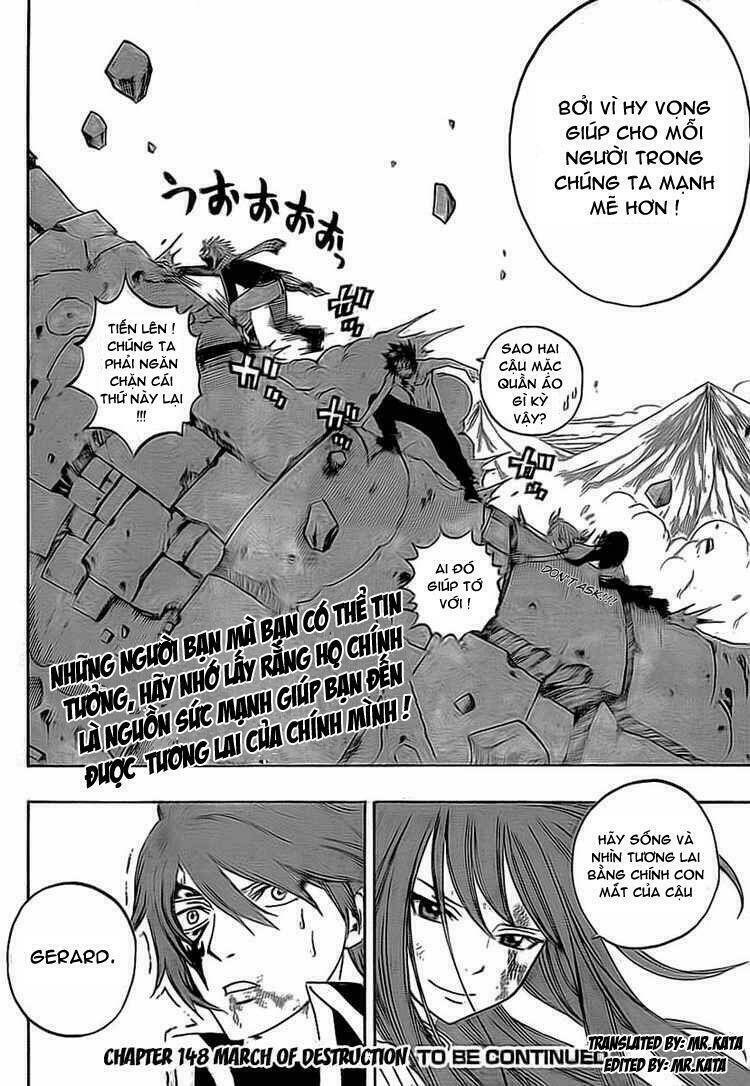 BỞI VÌ HY VỌNG
GIÚP CHO MỖI
NGƯỜI TRONG
CHÚNG TA MẠNH
MẼ HƠN !
うおおおおおっ
TIẾN LÊN !
CHÚNG TA
PHẢI NGĂN
CHẶN CÁI
THỨ NÀY LẠI
!!!
SAO HAI
CẬU MẶC
QUẦN ÁO
GÌ KỲ
VẬY?
AI ĐÓ
GIÚP TỚ
VỚI !
DON'T ASK!!!
NHỮNG NGƯỜI BẠN MÀ BẠN CÓ THỂ TIN
TƯỞNG, HÃY NHỚ LẤY RẰNG HỌ CHÍNH
LÀ NGUỒN SỨC MẠNH GIÚP BẠN ĐẾN
ĐƯỢC TƯƠNG LAI CỦA CHÍNH MÌNH !
HÃY SỐNG VÀ
NHÌN TƯƠNG LAI
BẰNG CHÍNH CON
MẮT CỦA CẬU
GERARD.
CHAPTER 148 MARCH OF DESTRUCTION TO BE CONTINUED
TRANSLATED BY: MR.KATA
EDITED BY: MR.KATA